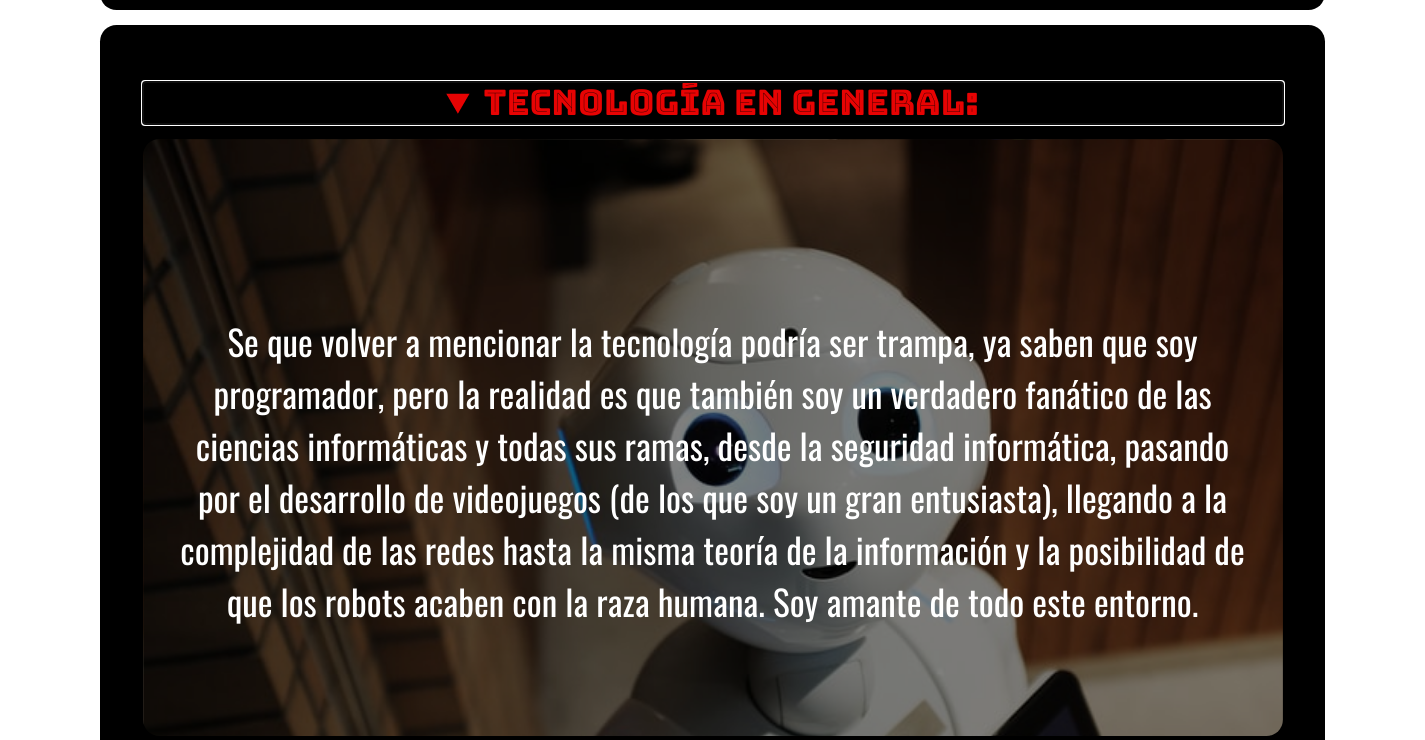 ▼ TECNOLOGÍA EN GENERAL:
Se que volver a mencionar la tecnología podría ser trampa, ya saben que soy
programador, pero la realidad es que también soy un verdadero fanático de las
ciencias informáticas y todas sus ramas, desde la seguridad informática, pasando
por el desarrollo de videojuegos (de los que soy un gran entusiasta), llegando a la
complejidad de las redes hasta la misma teoría de la información y la posibilidad de
que los robots acaben con la raza humana. Soy amante de todo este entorno.